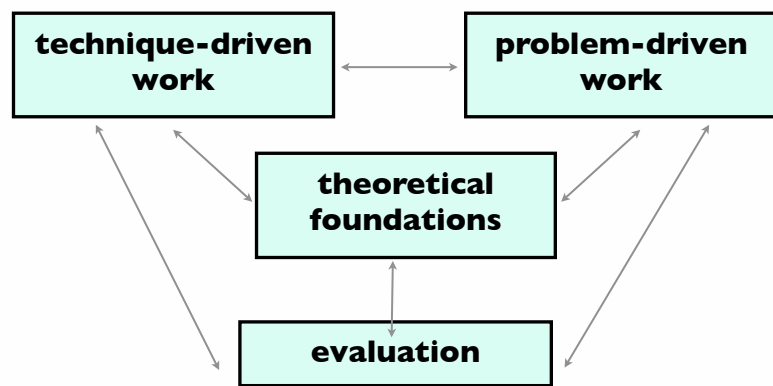 technique-driven
work
problem-driven
work
theoretical
foundations
evaluation